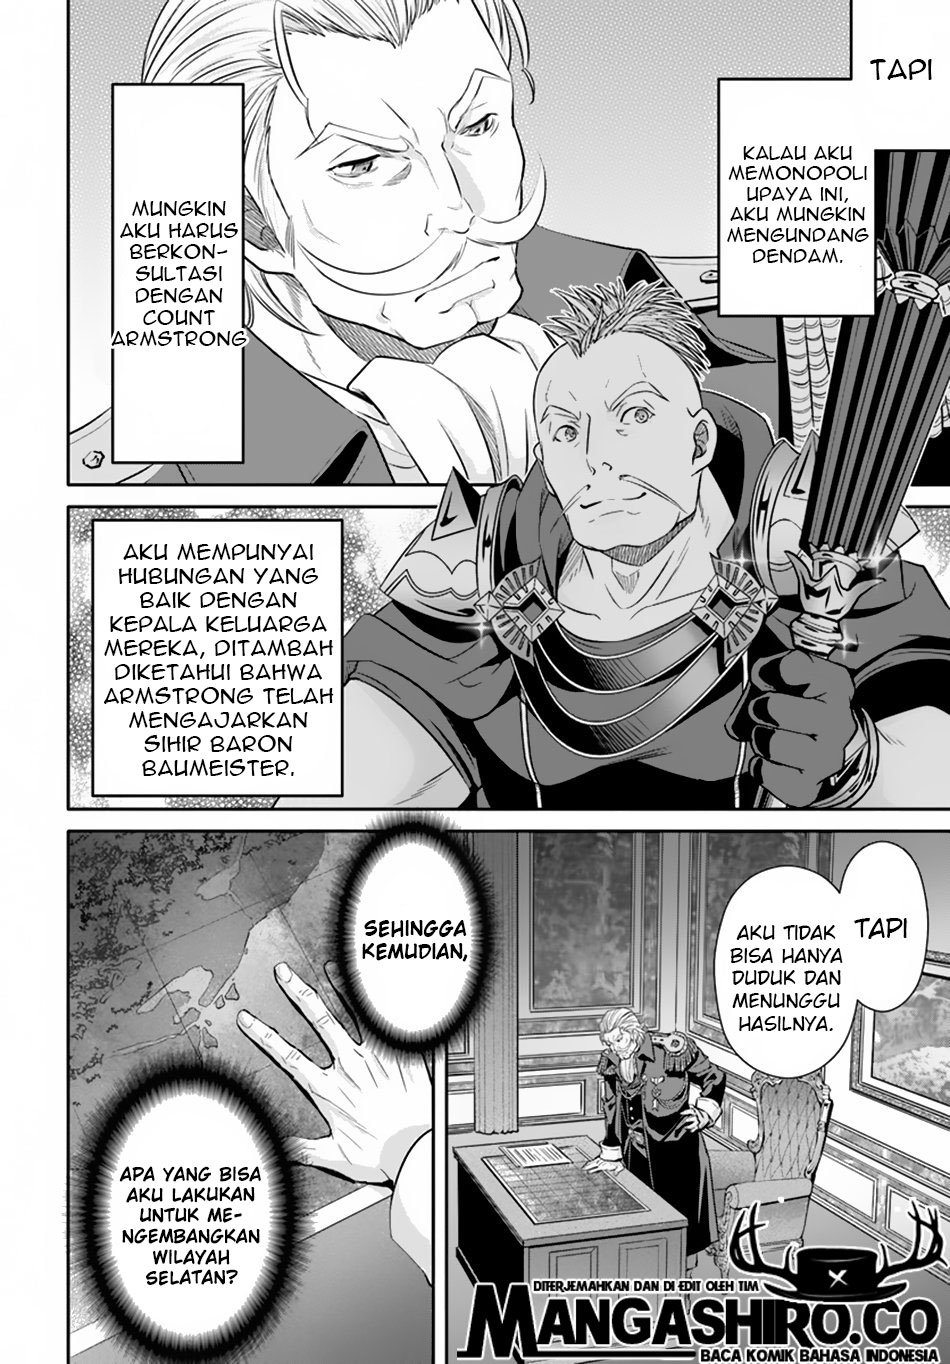 TAPI
KALAU AKU
MEMONOPOLI
UPAYA INI,
AKU MUNGKIN
MENGUNDANG
DENDAM.
MUNGKIN
AKU HARUS
BERKON-
SULTASI
DENGAN
COUNT
ARMSTRONG
AKU MEMPUNYAI
HUBUNGAN YANG
BAIK DENGAN
KEPALA KELUARGA
MEREKA, DITAMBAH
DIKETAHUI BAHWA
ARMSTRONG TELAH
MENGAJARKAN
SIHIR BARON
BAUMEISTER.
TAPI
AKU TIDAK
BISA HANYA
DUDUK DAN
MENUNGGU
HASILNYA.
SEHINGGA
KEMUDIAN,
APA YANG BISA
AKU LAKUKAN
UNTUK ME-
NGEMBANGKAN
WILAYAH
SELATAN?
DITERJEMAHKAN DAN DI EDIT OLEH TIM
MANGASHIRO.CO
BACA KOMIK BAHASA INDONESIA